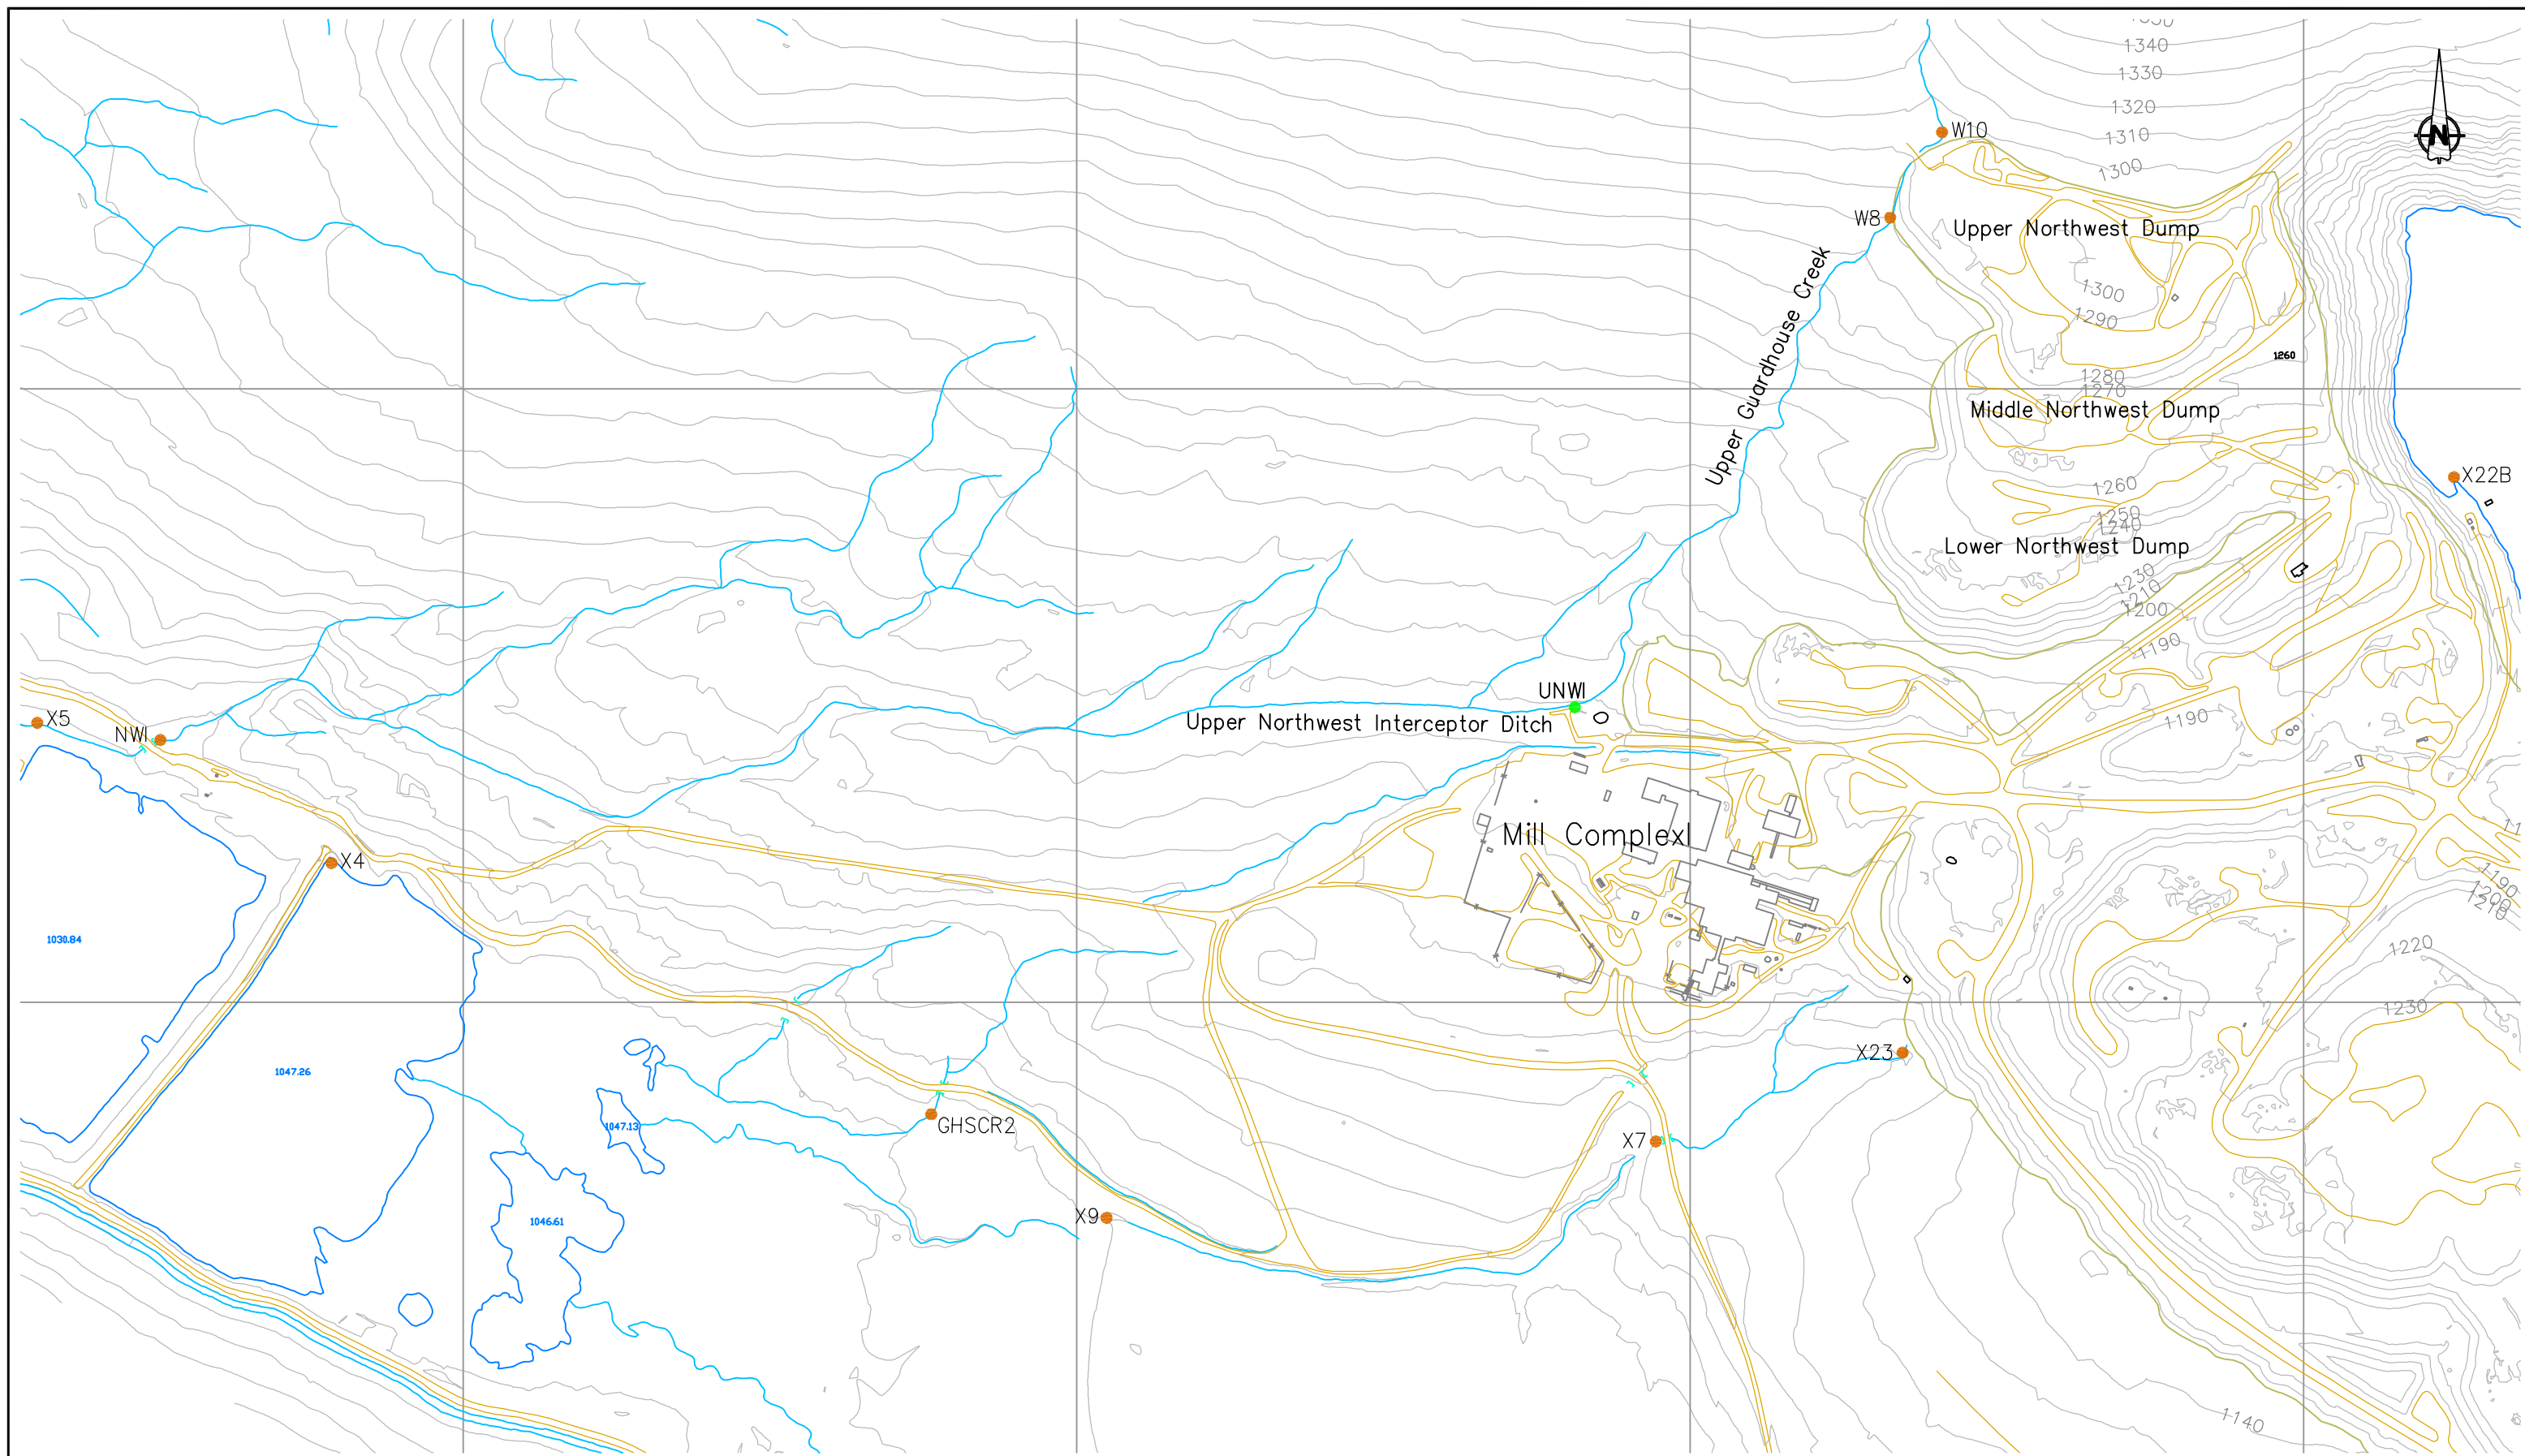 1340
1330
1320
1310
1300
N
W10
W8
Upper Northwest Dump
1300
1290
1260
Upper Guardhouse Creek
1280
1270
Middle Northwest Dump
X22B
1260
1250
1240
Lower Northwest Dump
1230
1210
1200
1190
UNWI
X5
NWI
Upper Northwest Interceptor Ditch
1190
Mill Complex
X4
1190
1200
1210
1030.84
1220
1230
X23
1047.26
1047.13
GHSCR2
X7
X9
1046.61
1140